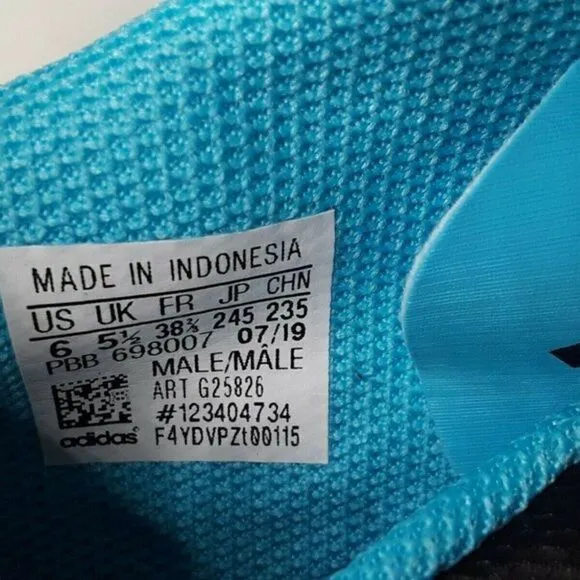 MADE IN INDONESIA
US UK FR JP CHN
6 5½ 38⅔ 245 235
PBB 698007 07/19
MALE/MÂLE
ART G25826
#123404734
adidas® F4YDVPZt00115